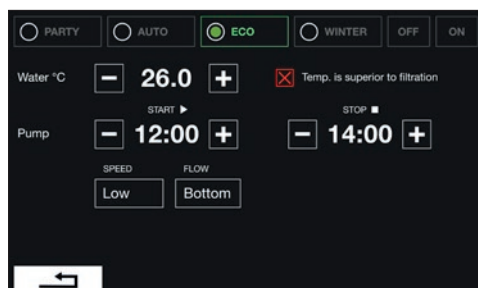 PARTY AUTO ECO WINTER OFF ON
Water °C − 26.0 + Temp. is superior to filtration
START ▶ STOP ■
Pump − 12:00 + − 14:00 +
SPEED FLOW
Low Bottom